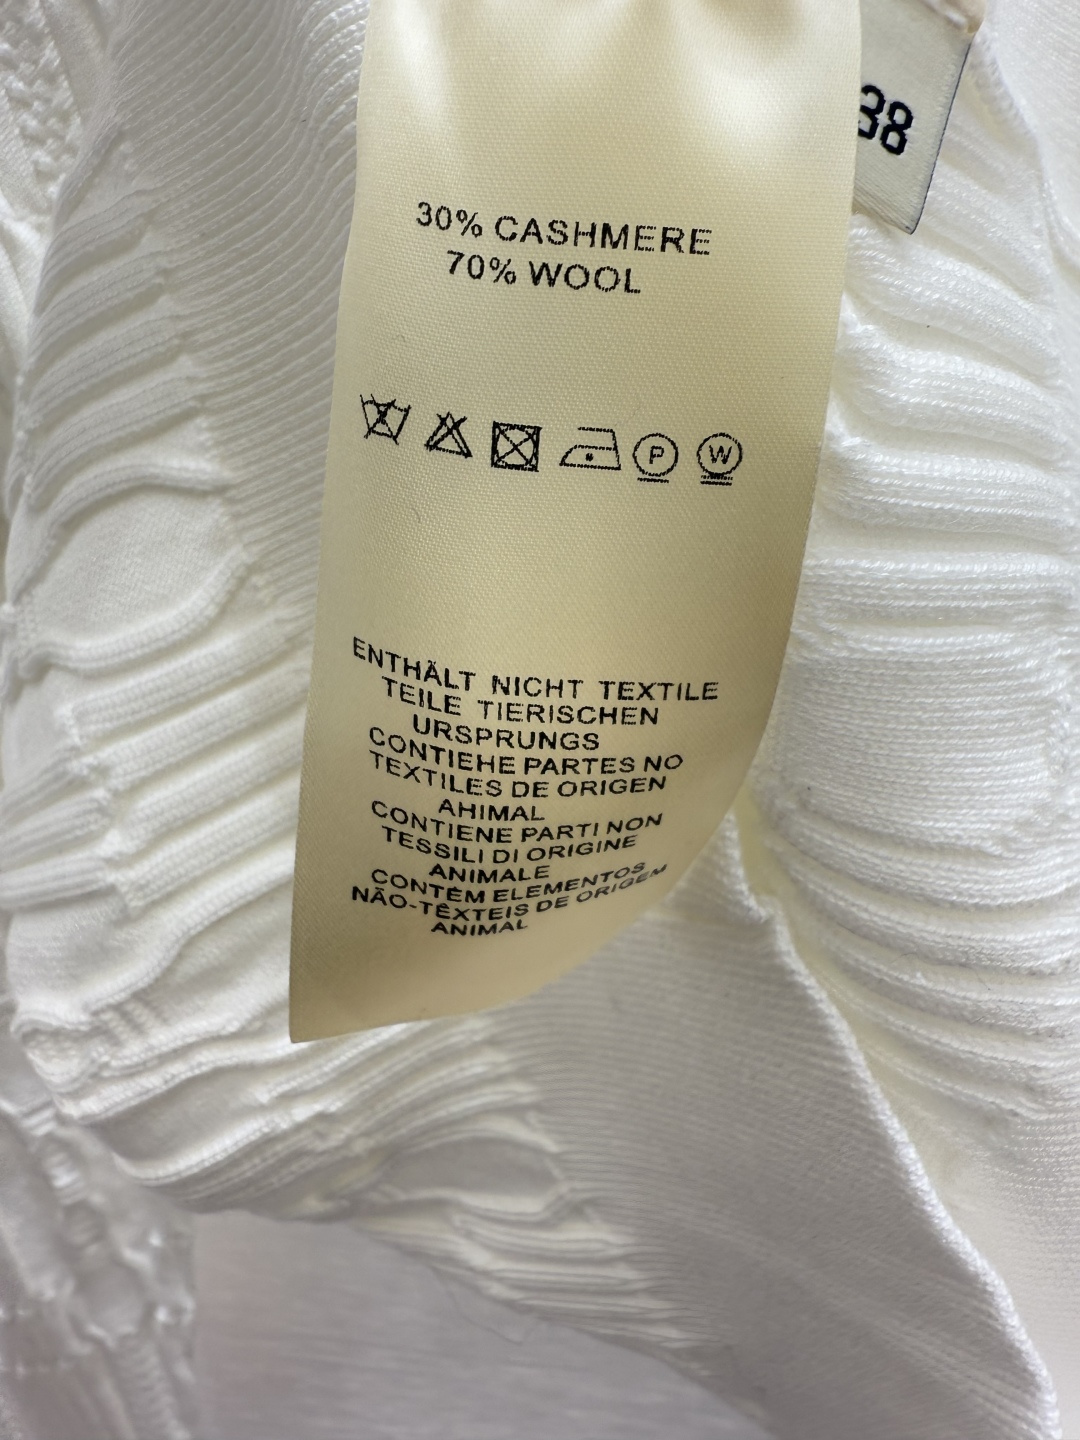 38
30% CASHMERE
70% WOOL
P W
ENTHÄLT NICHT TEXTILE
TEILE TIERISCHEN
URSPRUNGS
CONTIEHE PARTES NO
TEXTILES DE ORIGEN
AHIMAL
CONTIENE PARTI NON
TESSILI DI ORIGINE
ANIMALE
CONTÉM ELEMENTOS
NÃO-TÊXTEIS DE ORIGEM
ANIMAL